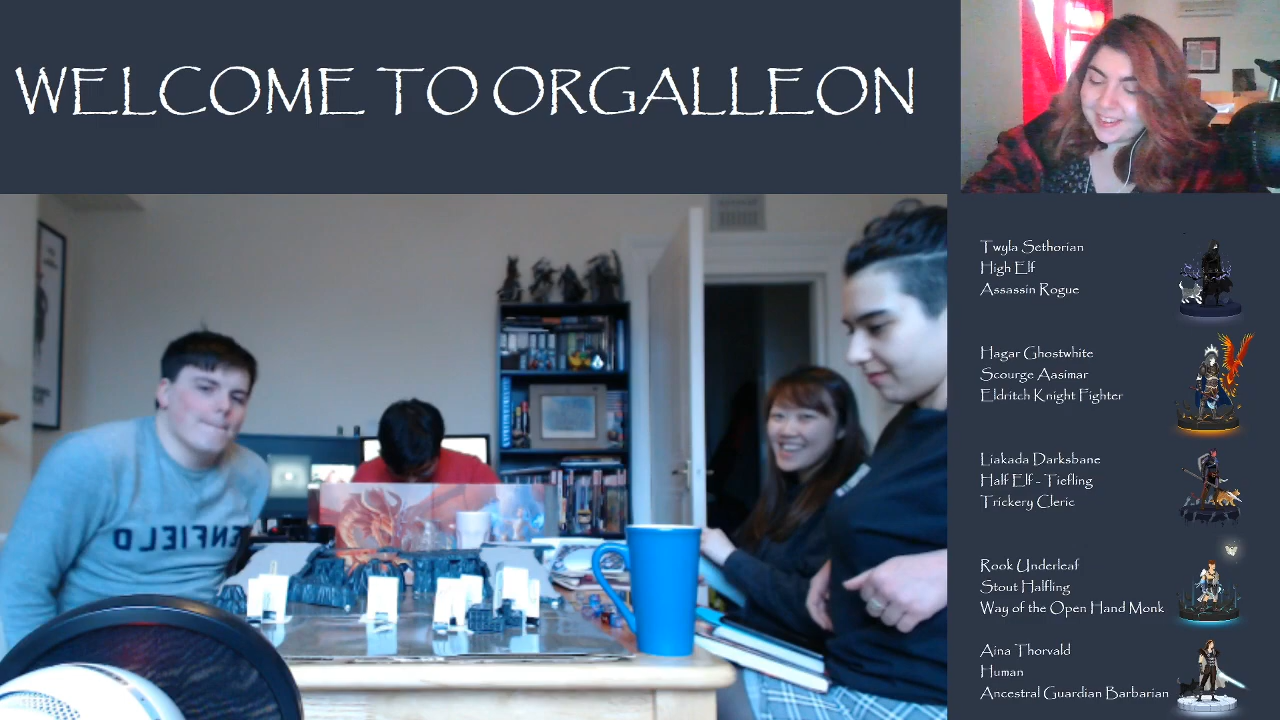 WELCOME TO ORGALLEON
Twyla Sethorian
High Elf
Assassin Rogue
Hagar Ghostwhite
Scourge Aasimar
Eldritch Knight Fighter
Liakada Darksbane
Half Elf - Tiefling
Trickery Cleric
Rook Underleaf
Stout Halfling
Way of the Open Hand Monk
Aina Thorvald
Human
Ancestral Guardian Barbarian
ENFIELD